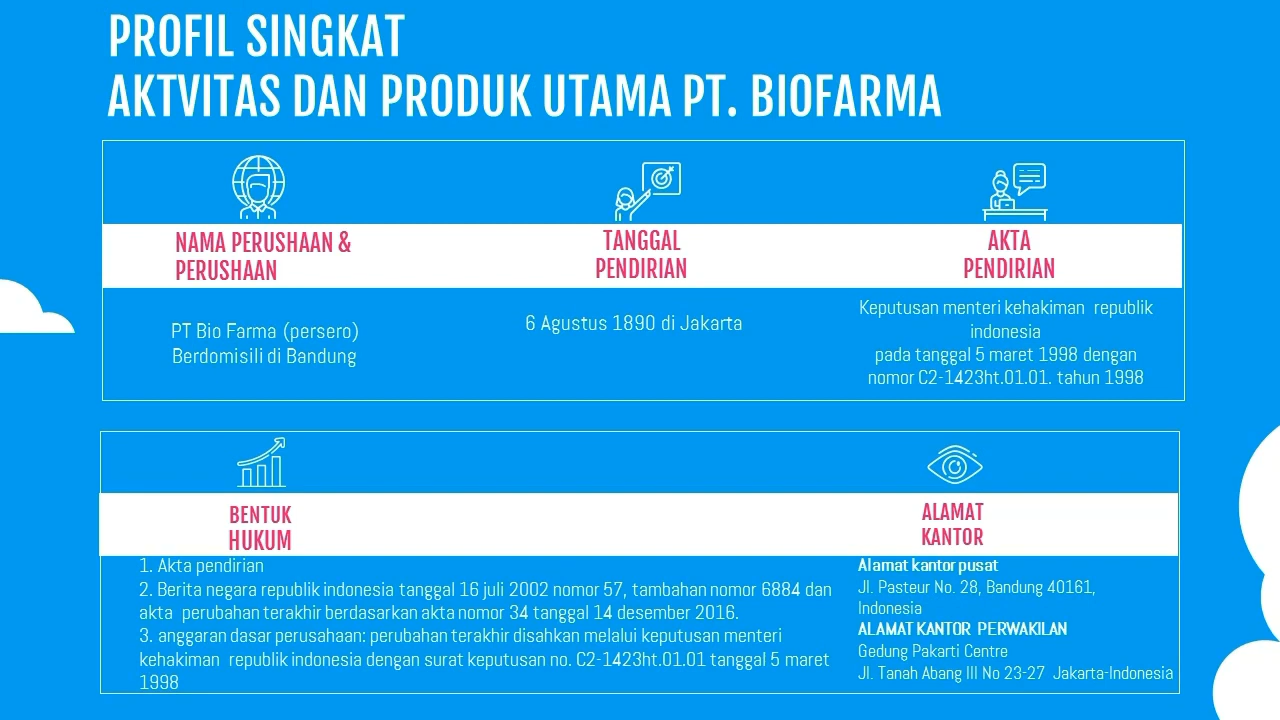 PROFIL SINGKAT
AKTVITAS DAN PRODUK UTAMA PT. BIOFARMA
NAMA PERUSHAAN &
PERUSHAAN
PT Bio Farma (persero)
Berdomisili di Bandung
TANGGAL
PENDIRIAN
6 Agustus 1890 di Jakarta
AKTA
PENDIRIAN
Keputusan menteri kehakiman republik
indonesia
pada tanggal 5 maret 1998 dengan
nomor C2-1423ht.01.01. tahun 1998
BENTUK
HUKUM
1. Akta pendirian
2. Berita negara republik indonesia tanggal 16 juli 2002 nomor 57, tambahan nomor 6884 dan
akta perubahan terakhir berdasarkan akta nomor 34 tanggal 14 desember 2016.
3. anggaran dasar perusahaan: perubahan terakhir disahkan melalui keputusan menteri
kehakiman republik indonesia dengan surat keputusan no. C2-1423ht.01.01 tanggal 5 maret
1998
ALAMAT
KANTOR
Alamat kantor pusat
Jl. Pasteur No. 28, Bandung 40161,
Indonesia
ALAMAT KANTOR PERWAKILAN
Gedung Pakarti Centre
Jl. Tanah Abang III No 23-27 Jakarta-Indonesia